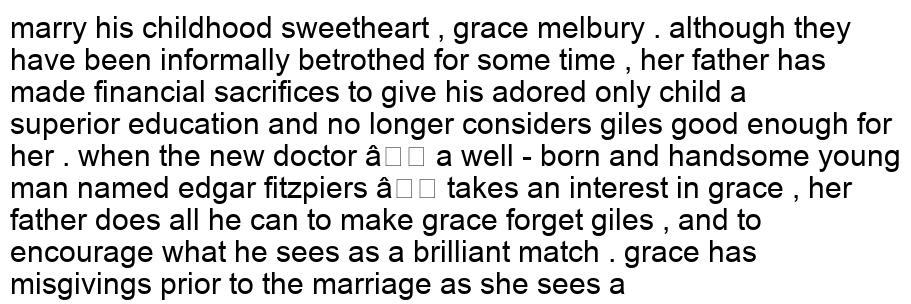 marry his childhood sweetheart , grace melbury . although they
have been informally betrothed for some time , her father has
made financial sacrifices to give his adored only child a
superior education and no longer considers giles good enough for
her . when the new doctor â□□ a well - born and handsome young
man named edgar fitzpiers â□□ takes an interest in grace , her
father does all he can to make grace forget giles , and to
encourage what he sees as a brilliant match . grace has
misgivings prior to the marriage as she sees a